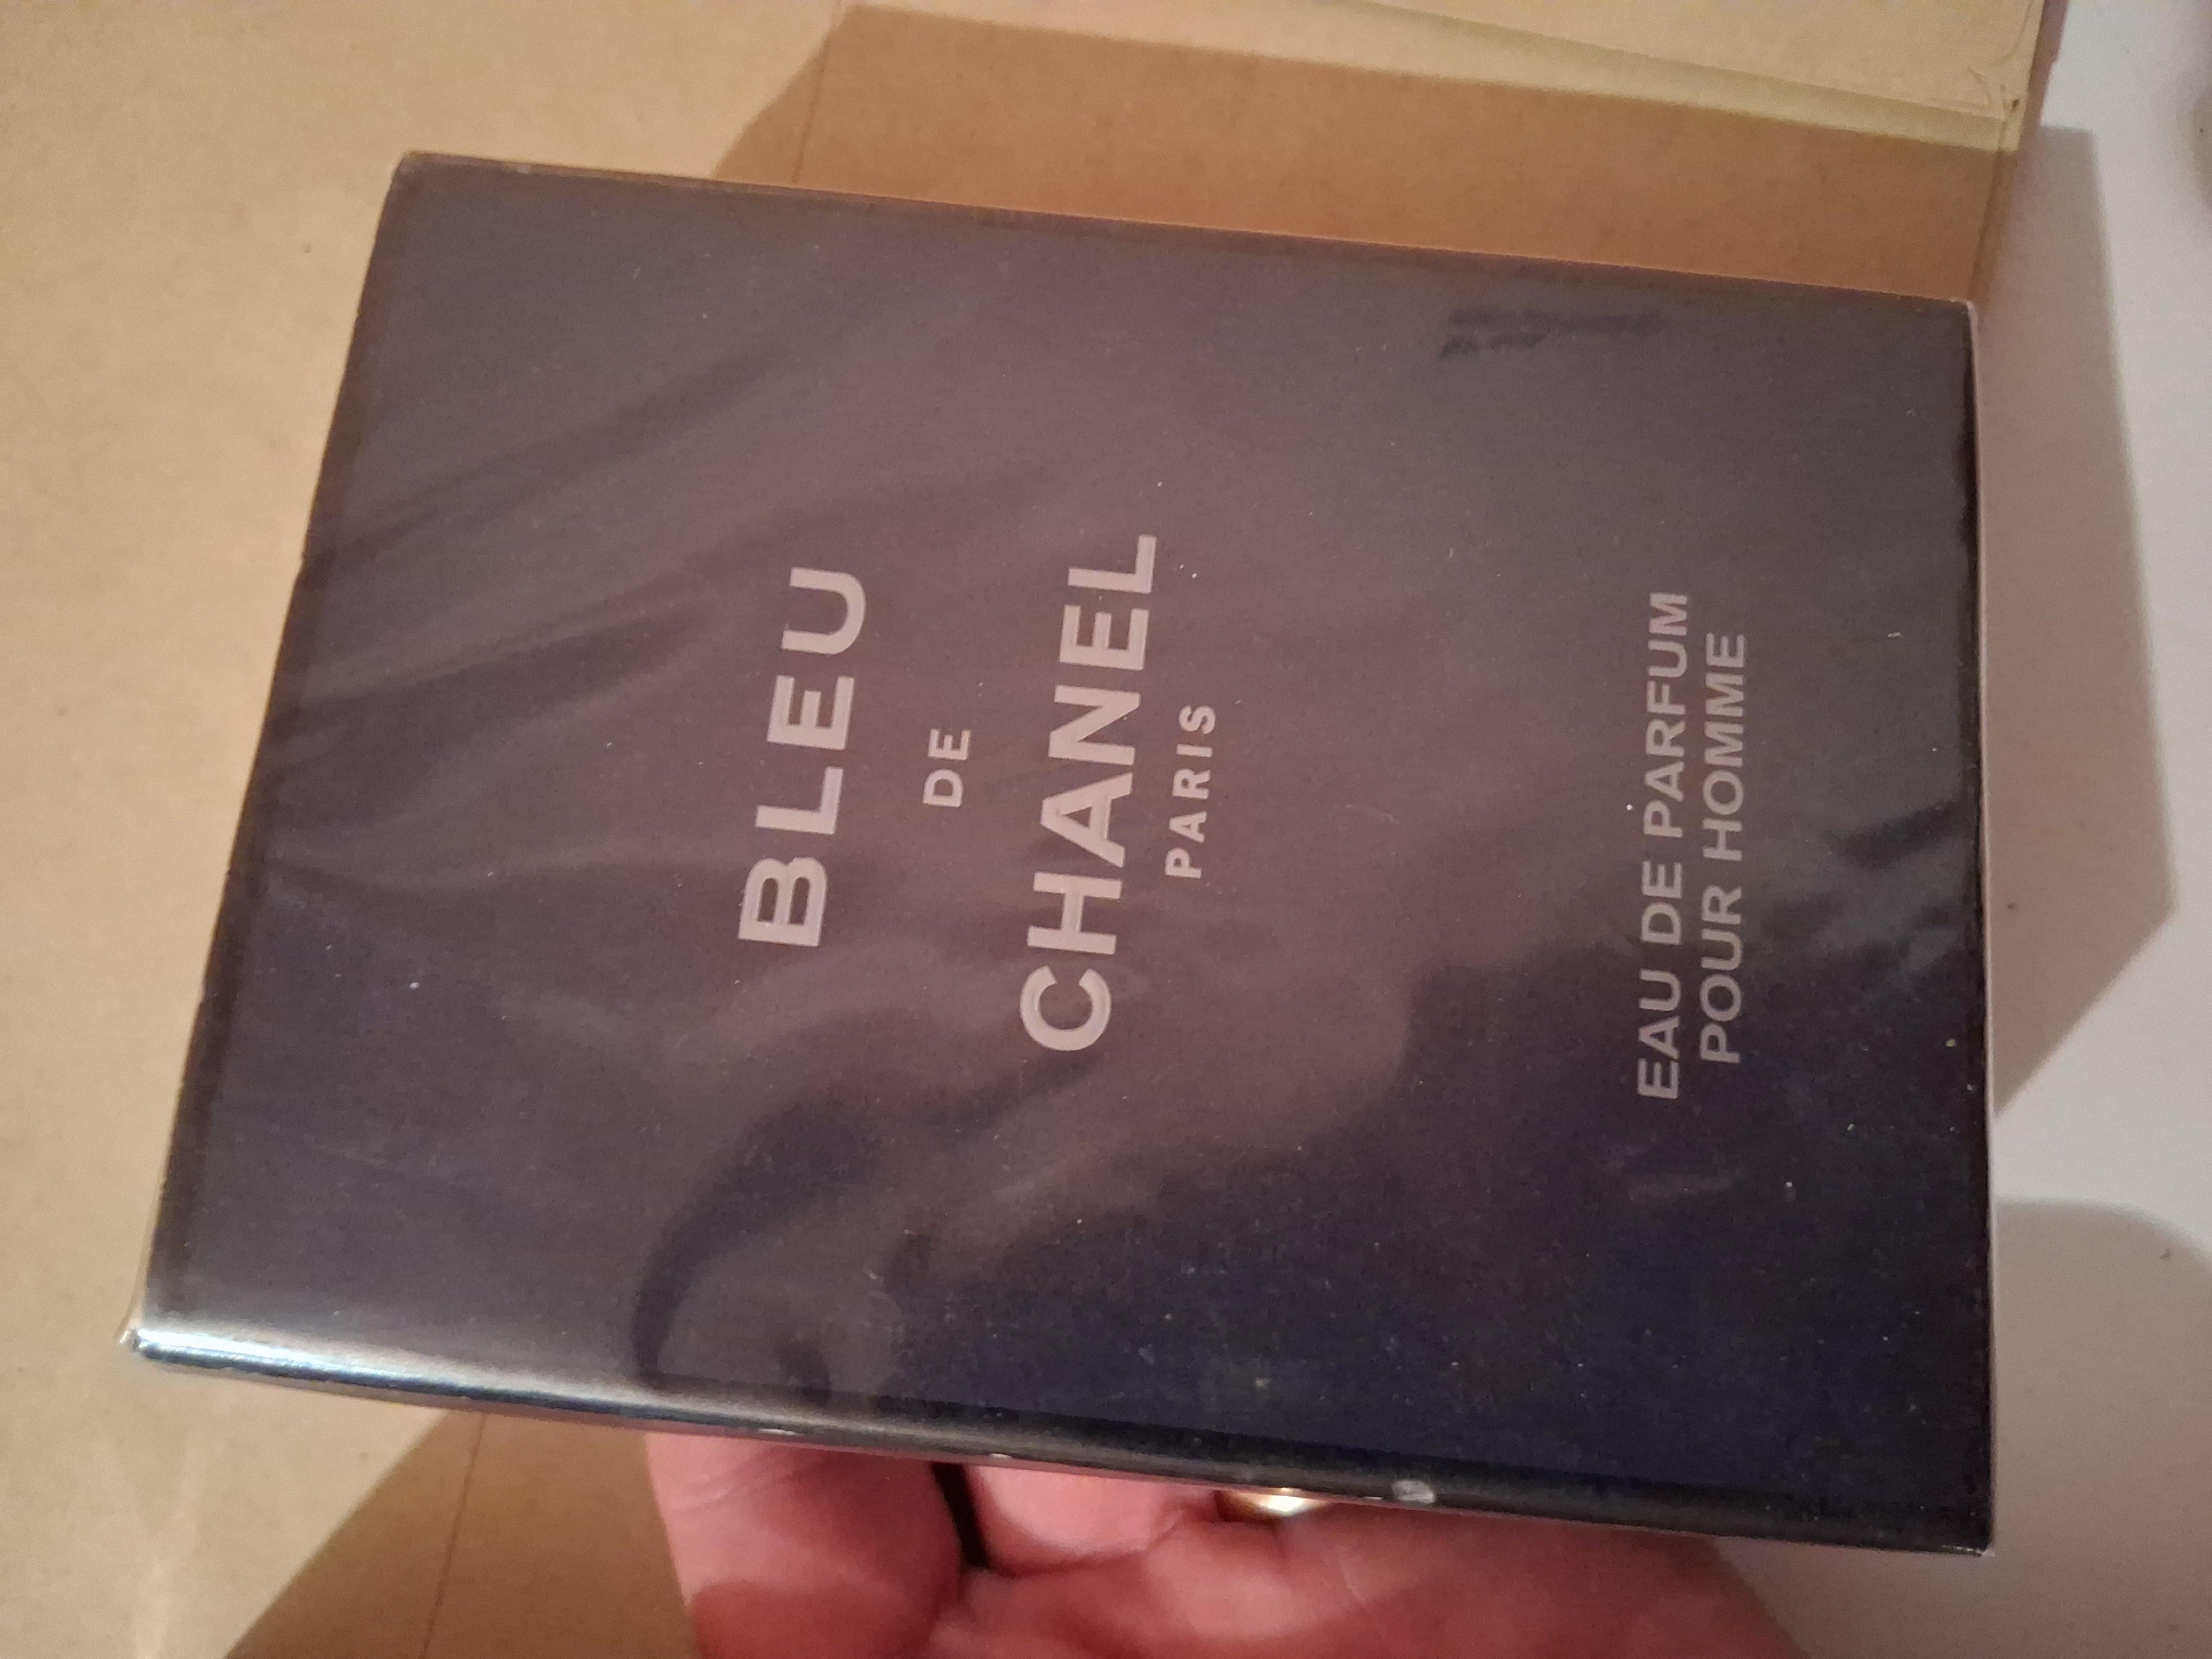 BLEU
DE
CHANEL
PARIS
EAU DE PARFUM
POUR HOMME